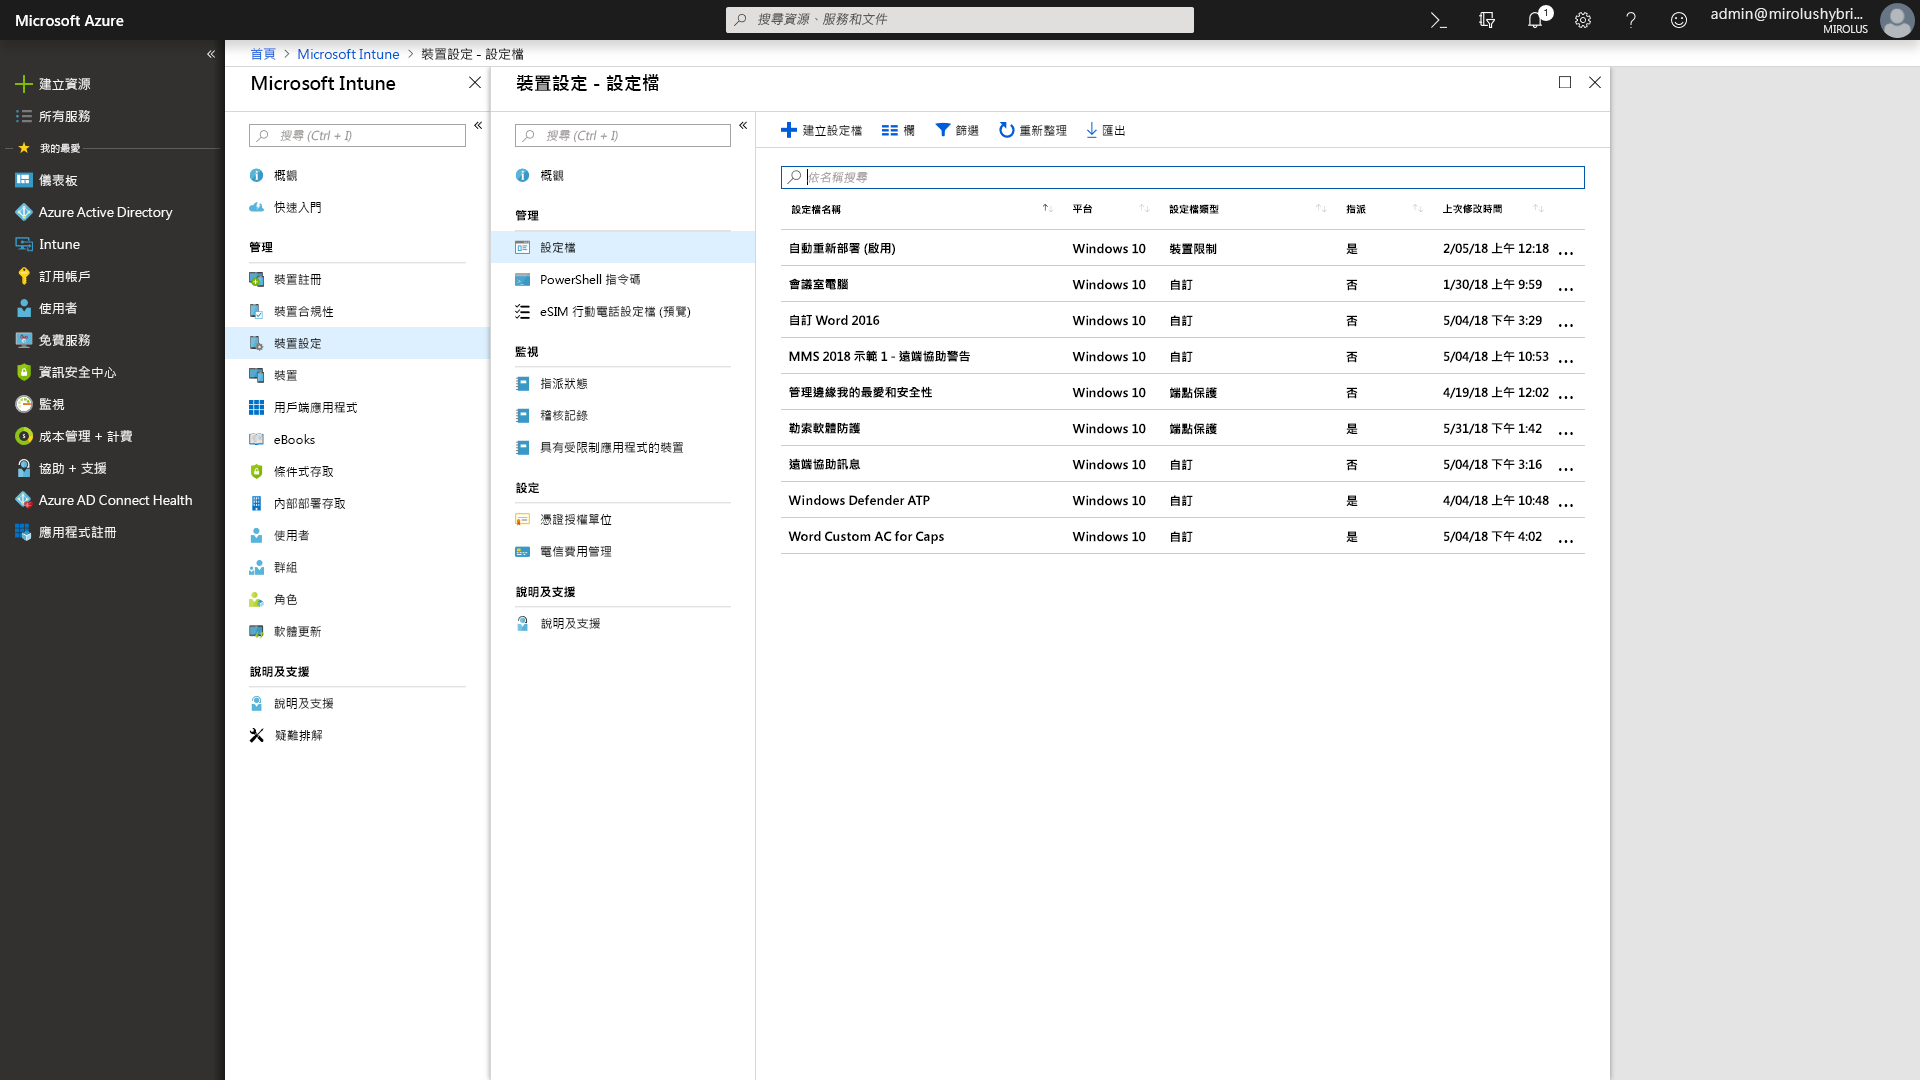 Microsoft Azure
搜尋資源、服務和文件
1
admin@mirolushybri...
MIROLUS
«
建立資源
所有服務
我的最愛
儀表板
Azure Active Directory
Intune
訂用帳戶
使用者
免費服務
資訊安全中心
監視
成本管理 + 計費
協助 + 支援
Azure AD Connect Health
應用程式註冊
首頁 > Microsoft Intune > 裝置設定 - 設定檔
Microsoft Intune
搜尋 (Ctrl + I)
«
概觀
快速入門
管理
裝置註冊
裝置合規性
裝置設定
裝置
用戶端應用程式
eBooks
條件式存取
內部部署存取
使用者
群組
角色
軟體更新
說明及支援
說明及支援
疑難排解
裝置設定 - 設定檔
搜尋 (Ctrl + I)
«
概觀
管理
設定檔
PowerShell 指令碼
eSIM 行動電話設定檔 (預覽)
監視
指派狀態
稽核記錄
具有受限制應用程式的裝置
設定
憑證授權單位
電信費用管理
說明及支援
說明及支援
建立設定檔 欄 篩選 重新整理 匯出
依名稱搜尋
設定檔名稱 平台 設定檔類型 指派 上次修改時間
自動重新部署 (啟用) Windows 10 裝置限制 是 2/05/18 上午 12:18 ...
會議室電腦 Windows 10 自訂 否 1/30/18 上午 9:59 ...
自訂 Word 2016 Windows 10 自訂 否 5/04/18 下午 3:29 ...
MMS 2018 示範 1 - 遠端協助警告 Windows 10 自訂 否 5/04/18 上午 10:53 ...
管理邊緣我的最愛和安全性 Windows 10 端點保護 否 4/19/18 上午 12:02 ...
勒索軟體防護 Windows 10 端點保護 是 5/31/18 下午 1:42 ...
遠端協助訊息 Windows 10 自訂 否 5/04/18 下午 3:16 ...
Windows Defender ATP Windows 10 自訂 是 4/04/18 上午 10:48 ...
Word Custom AC for Caps Windows 10 自訂 是 5/04/18 下午 4:02 ...